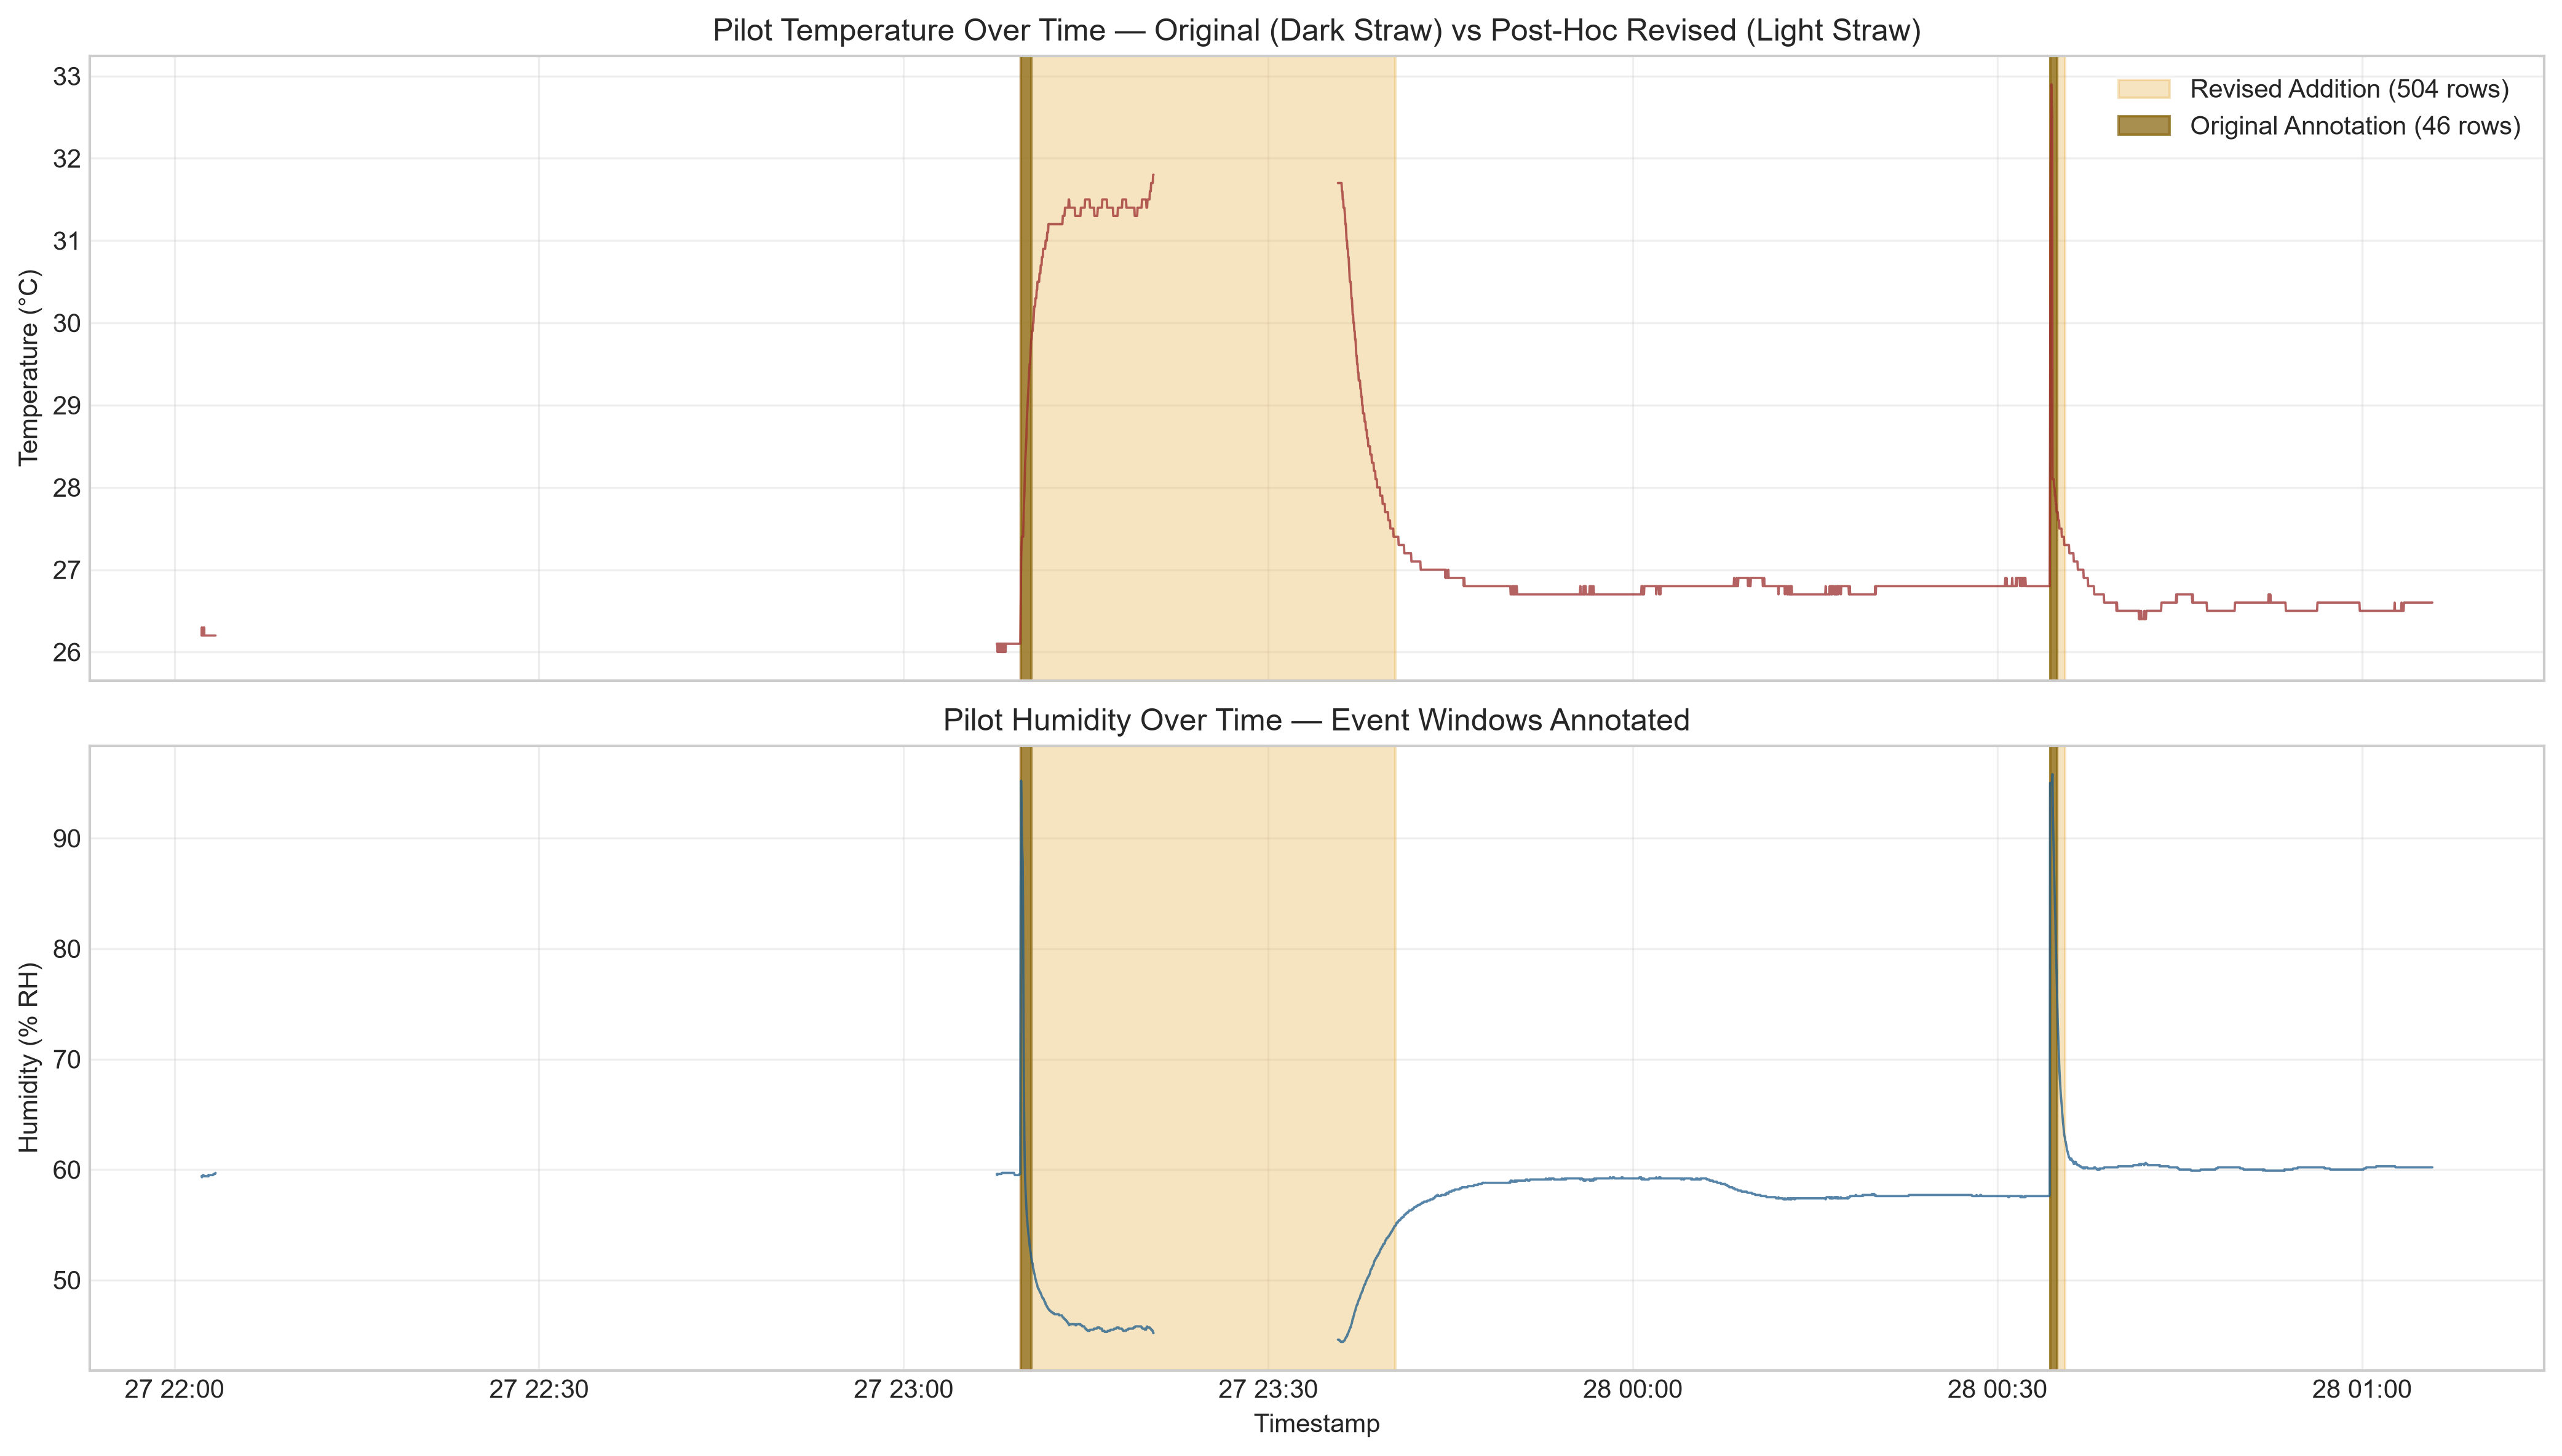 Pilot Temperature Over Time — Original (Dark Straw) vs Post-Hoc Revised (Light Straw)
Revised Addition (504 rows)
Original Annotation (46 rows)
Temperature (°C)
33
32
31
30
29
28
27
26
Pilot Humidity Over Time — Event Windows Annotated
Humidity (% RH)
90
80
70
60
50
27 22:00
27 22:30
27 23:00
27 23:30
28 00:00
28 00:30
28 01:00
Timestamp